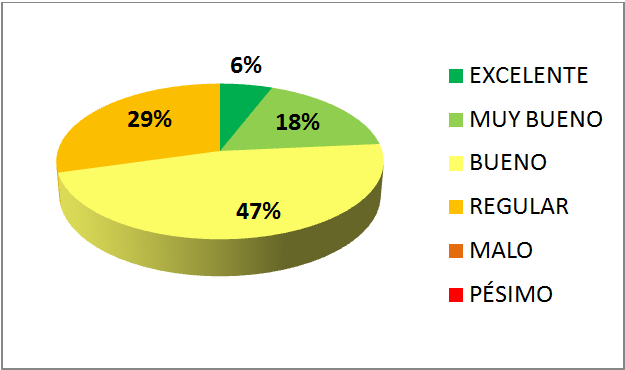 6%
18%
29%
47%
EXCELENTE
MUY BUENO
BUENO
REGULAR
MALO
PÉSIMO